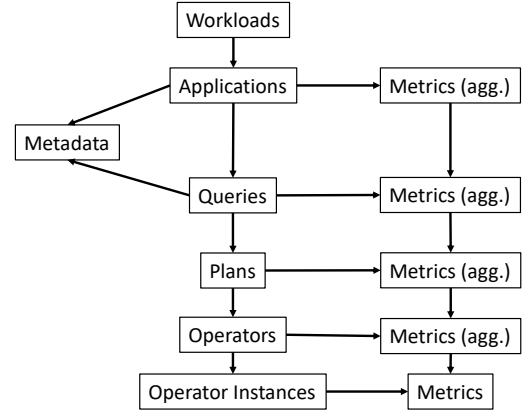 Workloads
Applications
Metrics (agg.)
Metadata
Queries
Metrics (agg.)
Plans
Metrics (agg.)
Operators
Metrics (agg.)
Operator Instances
Metrics